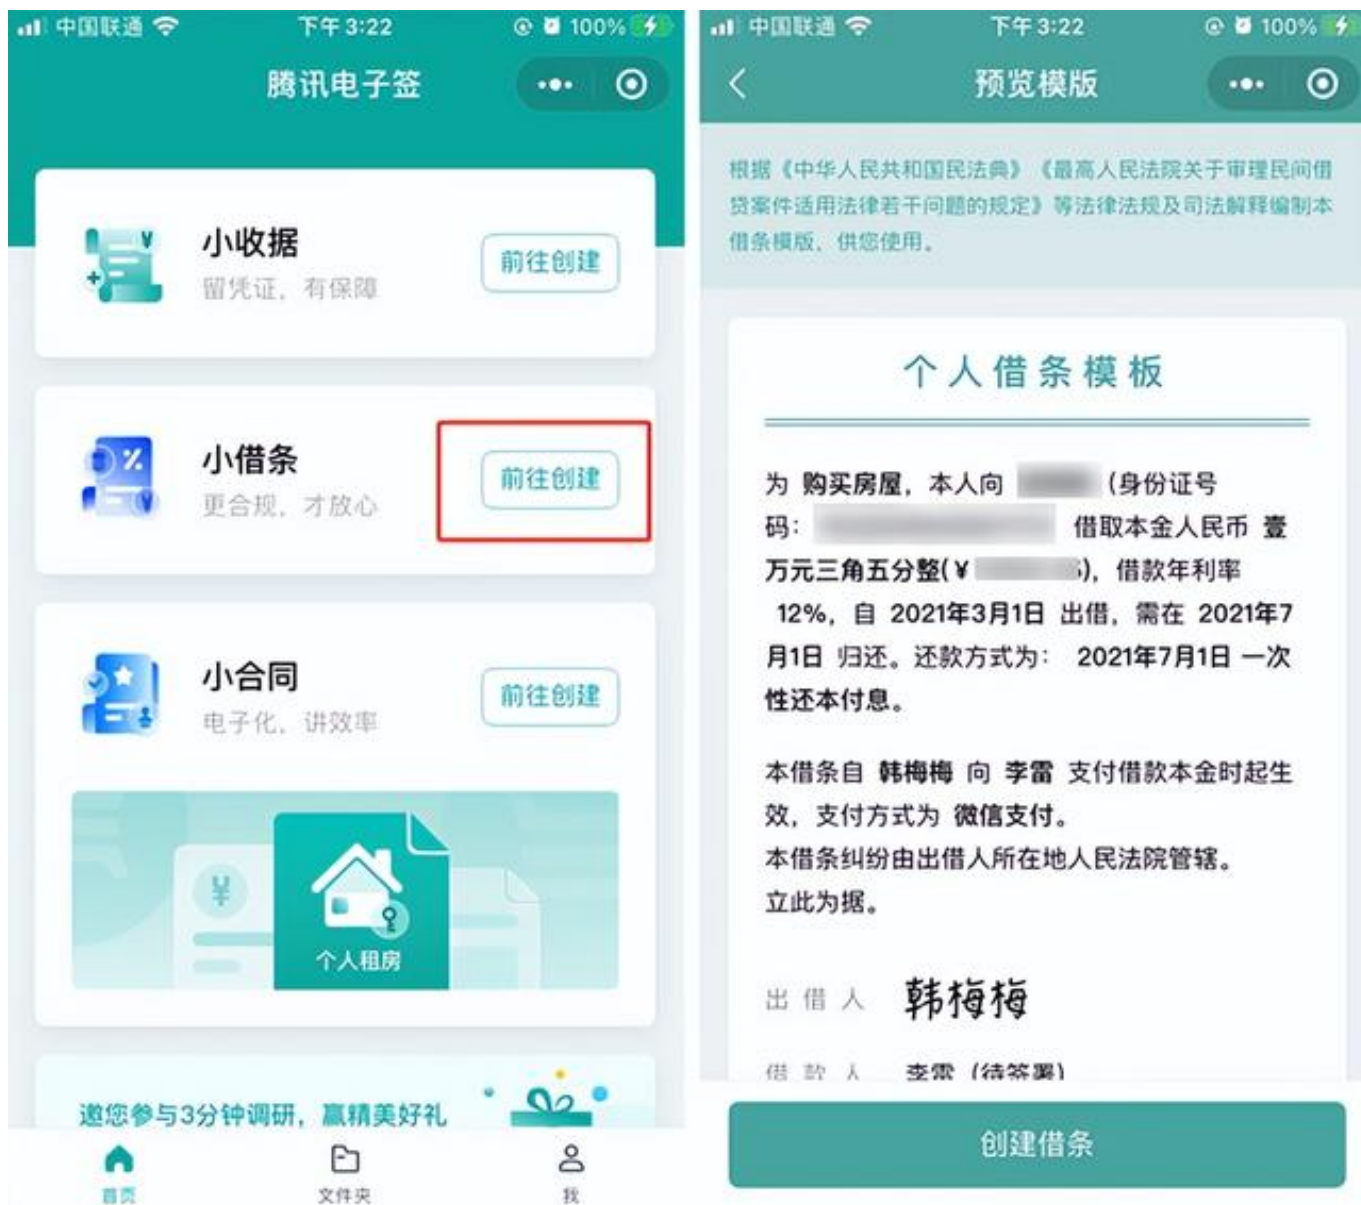 中国联通
下午3:22
100%
腾讯电子签
小收据
留凭证，有保障
前往创建
小借条
更合规，才放心
前往创建
小合同
电子化，讲效率
前往创建
¥
个人租房
邀您参与3分钟调研，赢精美好礼
首页
文件夹
我
中国联通
下午3:22
100%
预览模版
根据《中华人民共和国民法典》《最高人民法院关于审理民间借
贷案件适用法律若干问题的规定》等法律法规及司法解释编制本
借条模版，供您使用。
个人借条模板
为 购买房屋，本人向 （身份证号
码： 借取本金人民币 壹
万元三角五分整(¥ )，借款年利率
12%，自 2021年3月1日 出借，需在 2021年7
月1日 归还。还款方式为： 2021年7月1日 一次
性还本付息。
本借条自 韩梅梅 向 李雷 支付借款本金时起生
效，支付方式为 微信支付。
本借条纠纷由出借人所在地人民法院管辖。
立此为据。
出借人 韩梅梅
借款人 李雷（待签署）
创建借条